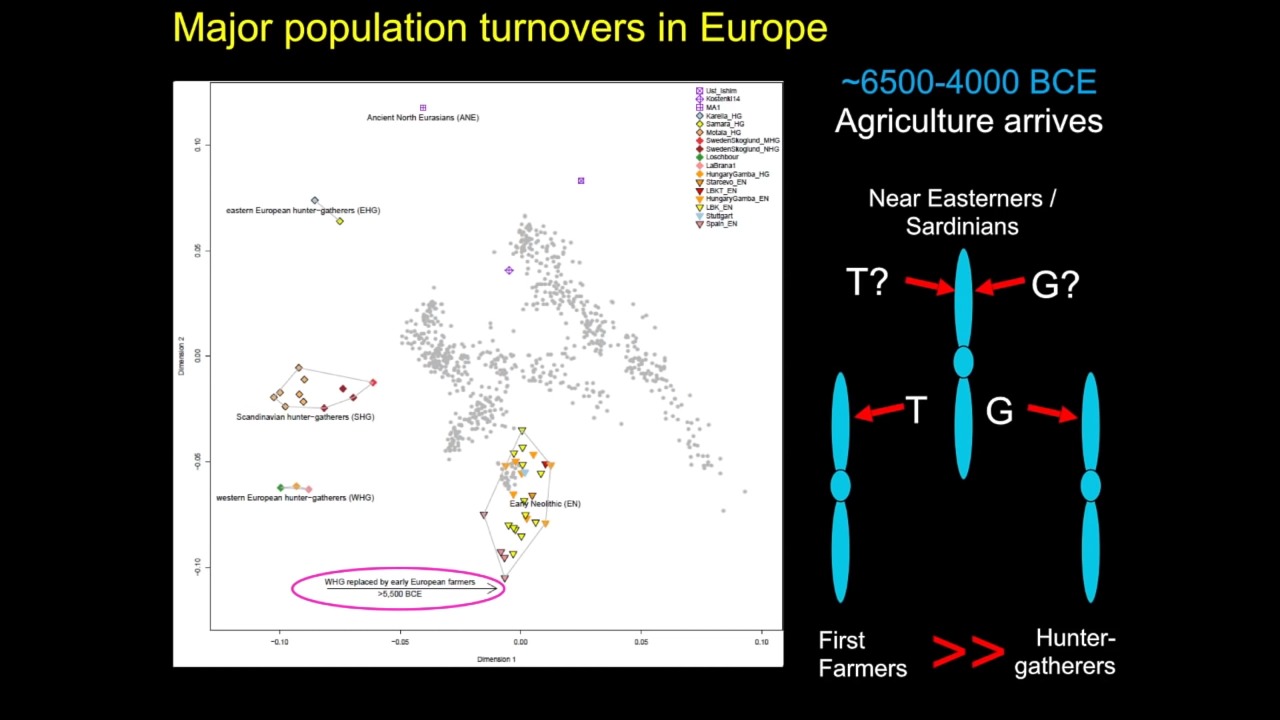 Major population turnovers in Europe
~6500-4000 BCE
Agriculture arrives
Ust_Ishim
Kostenki14
MA1
Karelia_HG
Samara_HG
Motala_HG
SwedenSkoglund_MHG
SwedenSkoglund_NHG
Loschbour
LaBrana1
HungaryGamba_HG
Starcevo_EN
LBKT_EN
HungaryGamba_EN
LBK_EN
Stuttgart
Spain_EN
Ancient North Eurasians (ANE)
eastern European hunter-gatherers (EHG)
Scandinavian hunter-gatherers (SHG)
western European hunter-gatherers (WHG)
Early Neolithic (EN)
WHG replaced by early European farmers
>5,500 BCE
Dimension 2
0.10
0.05
0.00
-0.05
-0.10
-0.10
-0.05
0.00
0.05
0.10
Dimension 1
Near Easterners /
Sardinians
T?
G?
T
G
First
Farmers
>>
Hunter-
gatherers